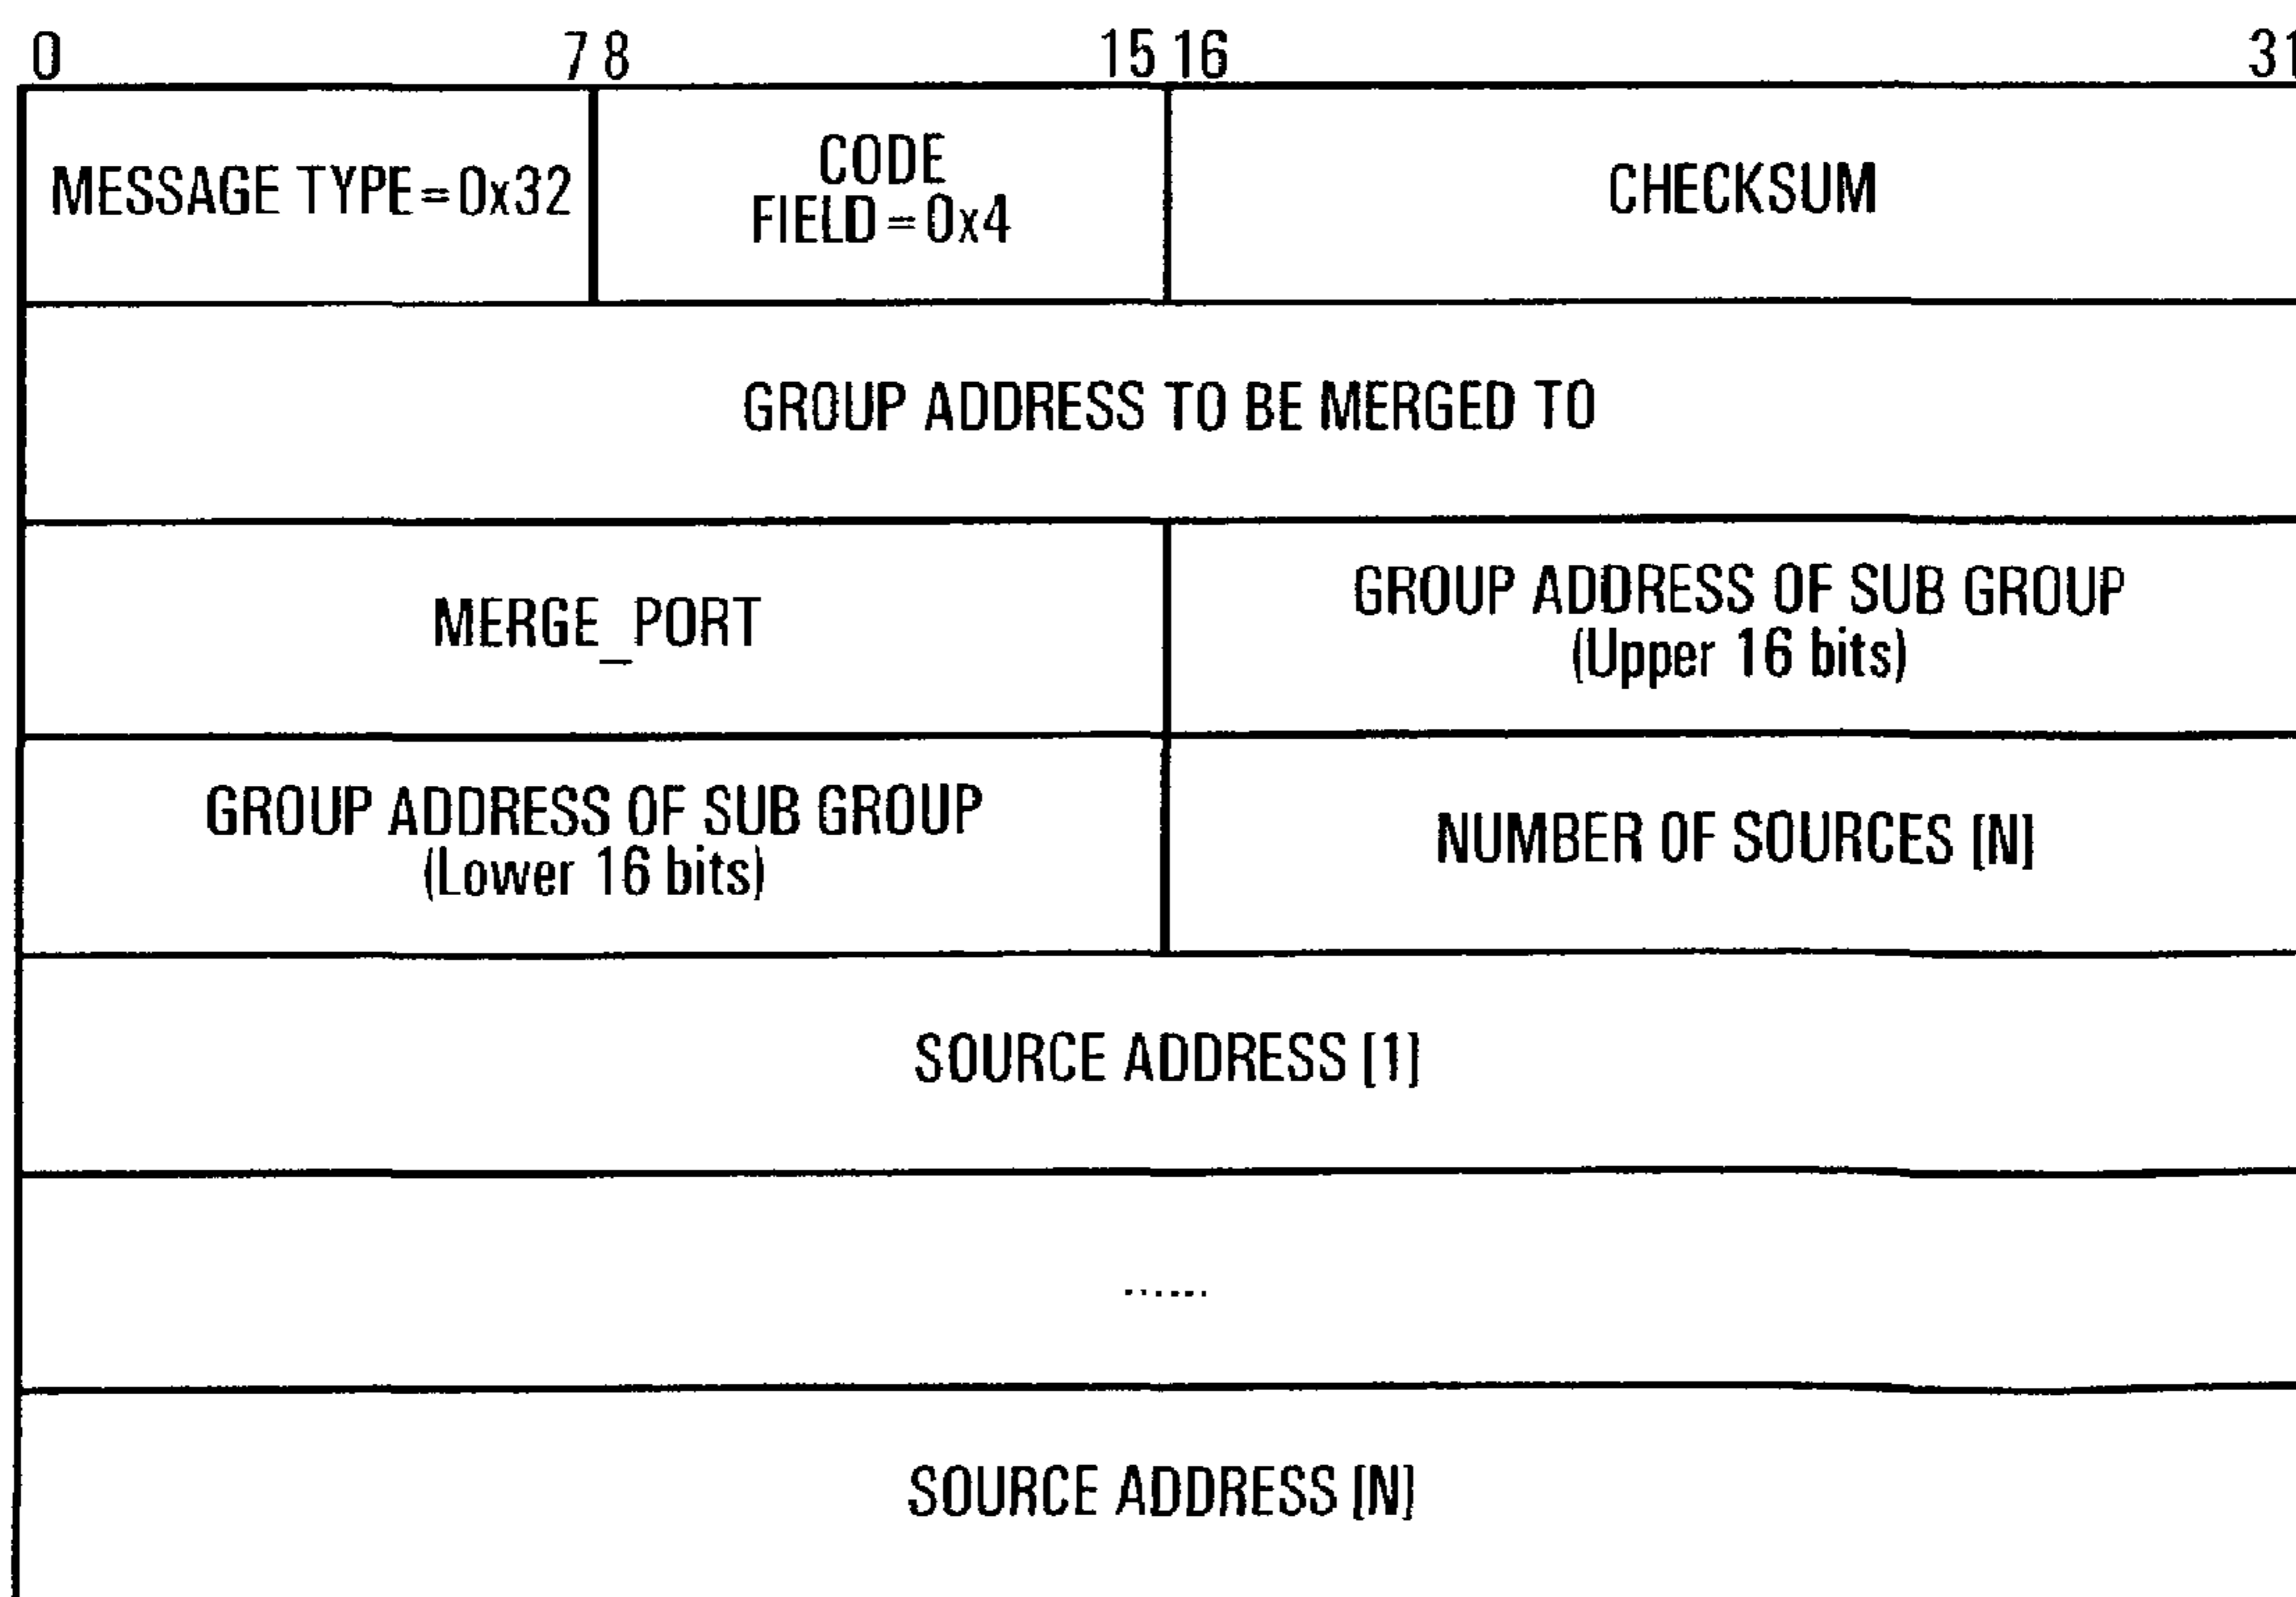 0 7 8 15 16 31
MESSAGE TYPE=0x32
CODE
FIELD=0x4
CHECKSUM
GROUP ADDRESS TO BE MERGED TO
MERGE_PORT
GROUP ADDRESS OF SUB GROUP
(Upper 16 bits)
GROUP ADDRESS OF SUB GROUP
(Lower 16 bits)
NUMBER OF SOURCES [N]
SOURCE ADDRESS [1]
......
SOURCE ADDRESS [N]